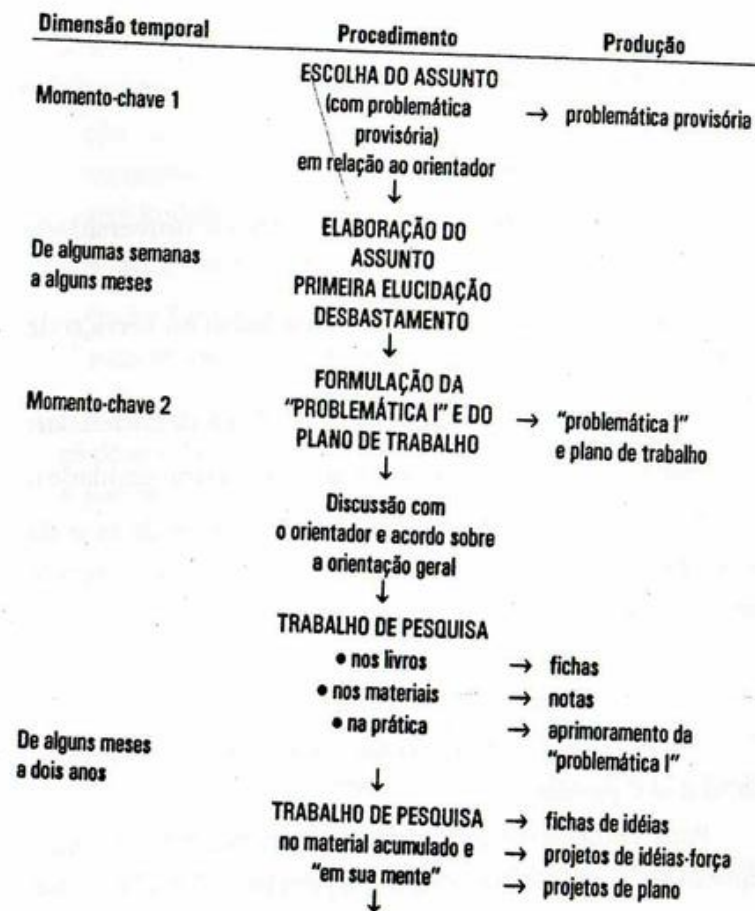 Dimensão temporal Procedimento Produção
ESCOLHA DO ASSUNTO
Momento-chave 1 (com problemática → problemática provisória
provisória)
em relação ao orientador
↓
ELABORAÇÃO DO
De algumas semanas ASSUNTO
a alguns meses PRIMEIRA ELUCIDAÇÃO
DESBASTAMENTO
↓
FORMULAÇÃO DA
Momento-chave 2 "PROBLEMÁTICA I" E DO → "problemática I"
PLANO DE TRABALHO e plano de trabalho
↓
Discussão com
o orientador e acordo sobre
a orientação geral
↓
TRABALHO DE PESQUISA
• nos livros → fichas
• nos materiais → notas
• na prática → aprimoramento da
De alguns meses "problemática I"
a dois anos
↓
TRABALHO DE PESQUISA → fichas de idéias
no material acumulado e → projetos de idéias-força
"em sua mente" → projetos de plano
↓